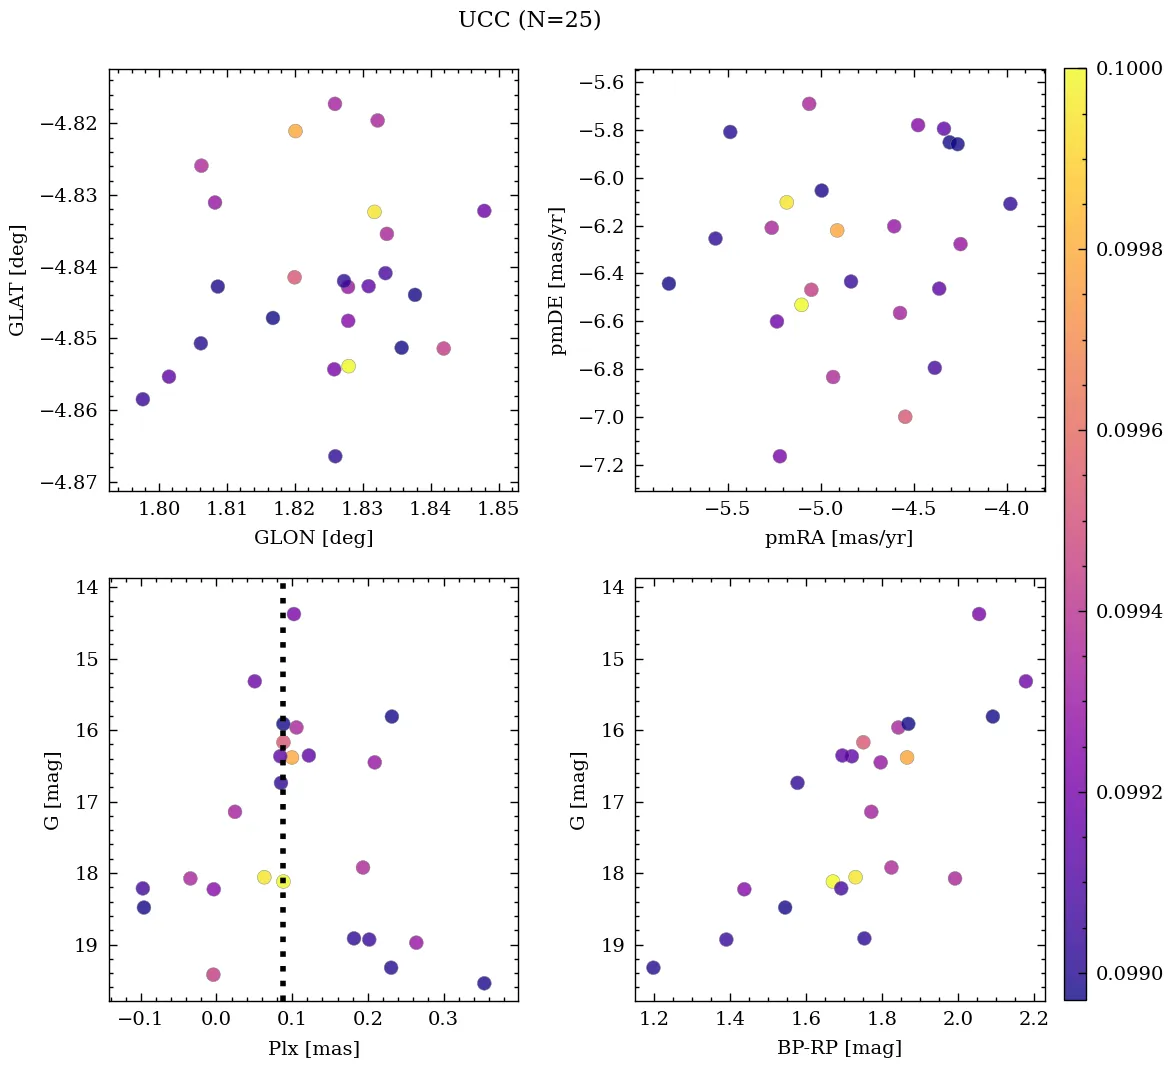 UCC (N=25)
−4.82
−4.83
−4.84
−4.85
−4.86
−4.87
GLAT [deg]
1.80 1.81 1.82 1.83 1.84 1.85
GLON [deg]
−5.6
−5.8
−6.0
−6.2
−6.4
−6.6
−6.8
−7.0
−7.2
pmDE [mas/yr]
−5.5 −5.0 −4.5 −4.0
pmRA [mas/yr]
0.1000
0.0998
0.0996
0.0994
0.0992
0.0990
14
15
16
17
18
19
G [mag]
−0.1 0.0 0.1 0.2 0.3
Plx [mas]
14
15
16
17
18
19
G [mag]
1.2 1.4 1.6 1.8 2.0 2.2
BP-RP [mag]